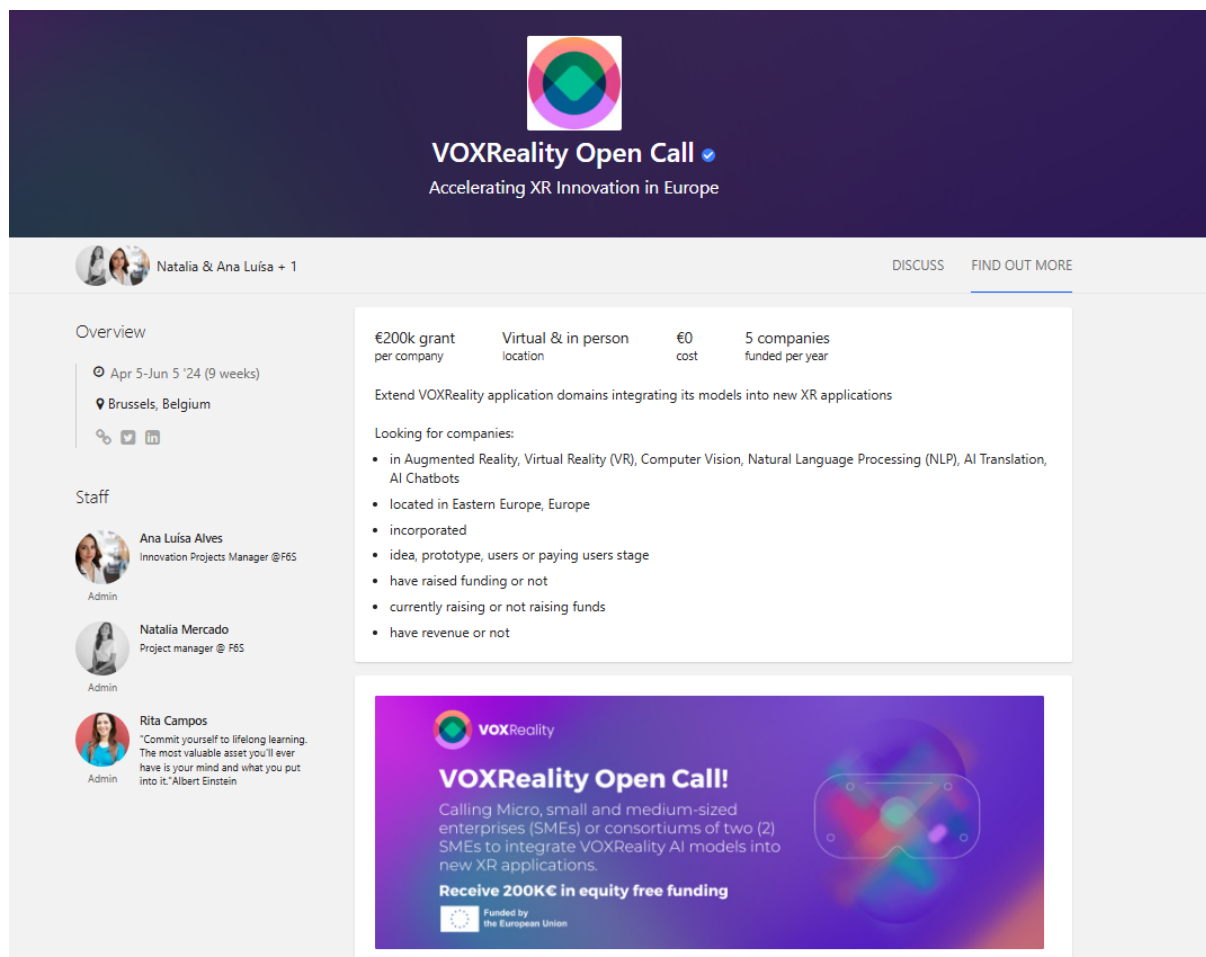 VOXReality Open Call
Accelerating XR Innovation in Europe
Natalia & Ana Luísa + 1
DISCUSS
FIND OUT MORE
Overview
Apr 5-Jun 5 '24 (9 weeks)
Brussels, Belgium
Staff
Ana Luísa Alves
Innovation Projects Manager @F6S
Admin
Natalia Mercado
Project manager @ F6S
Admin
Rita Campos
"Commit yourself to lifelong learning.
The most valuable asset you'll ever
have is your mind and what you put
into it."Albert Einstein
Admin
€200k grant
per company
Virtual & in person
location
€0
cost
5 companies
funded per year
Extend VOXReality application domains integrating its models into new XR applications
Looking for companies:
• in Augmented Reality, Virtual Reality (VR), Computer Vision, Natural Language Processing (NLP), AI Translation,
AI Chatbots
• located in Eastern Europe, Europe
• incorporated
• idea, prototype, users or paying users stage
• have raised funding or not
• currently raising or not raising funds
• have revenue or not
VOXReality
VOXReality Open Call!
Calling Micro, small and medium-sized
enterprises (SMEs) or consortiums of two (2)
SMEs to integrate VOXReality AI models into
new XR applications.
Receive 200K€ in equity free funding
Funded by
the European Union